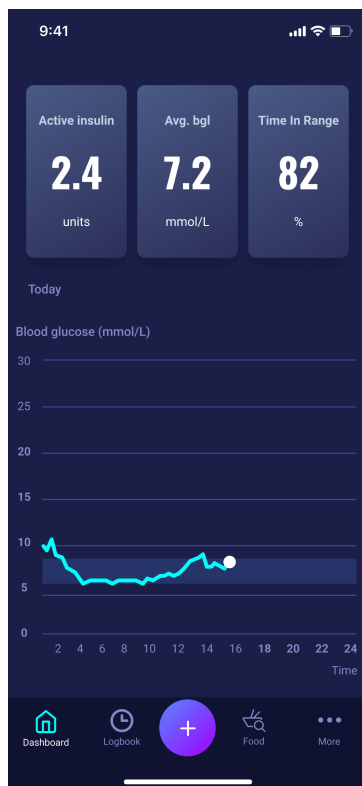 9:41
Active insulin Avg. bgl Time In Range
2.4 7.2 82
units mmol/L %
Today
Blood glucose (mmol/L)
30
25
20
15
10
5
0
2 4 6 8 10 12 14 16 18 20 22 24
Time
+
Dashboard Logbook Food More